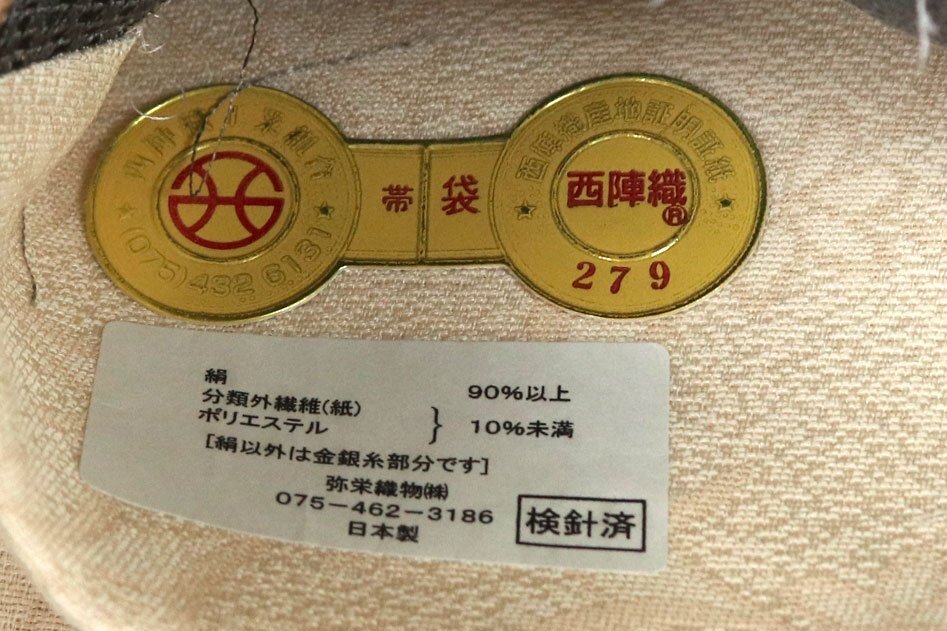 西陣織工業組合
(075)432 6131
帯
袋
西陣織産地証明証紙
西陣織®
279
絹 90%以上
分類外繊維(紙)
ポリエステル } 10%未満
[絹以外は金銀糸部分です]
弥栄織物㈱
075-462-3186
日本製
検針済